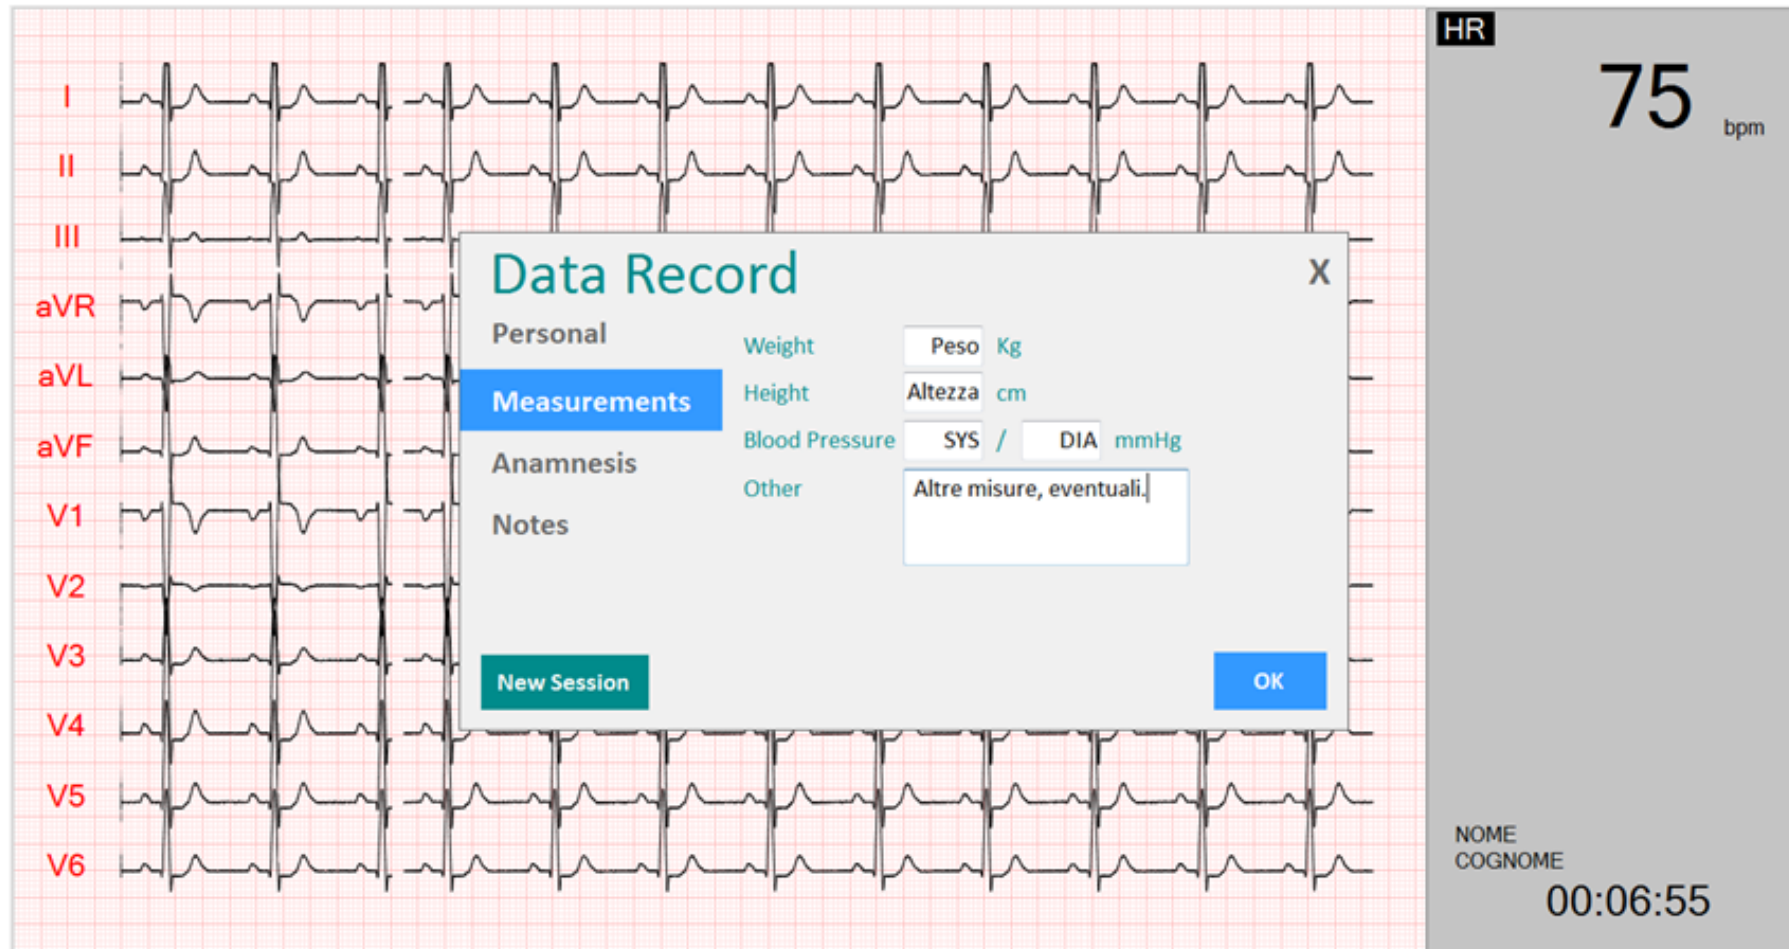 HR
75 bpm
I
II
III
aVR
aVL
aVF
V1
V2
V3
V4
V5
V6
Data Record X
Personal
Measurements
Anamnesis
Notes
Weight Peso Kg
Height Altezza cm
Blood Pressure SYS / DIA mmHg
Other Altre misure, eventuali.
New Session OK
NOME
COGNOME
00:06:55